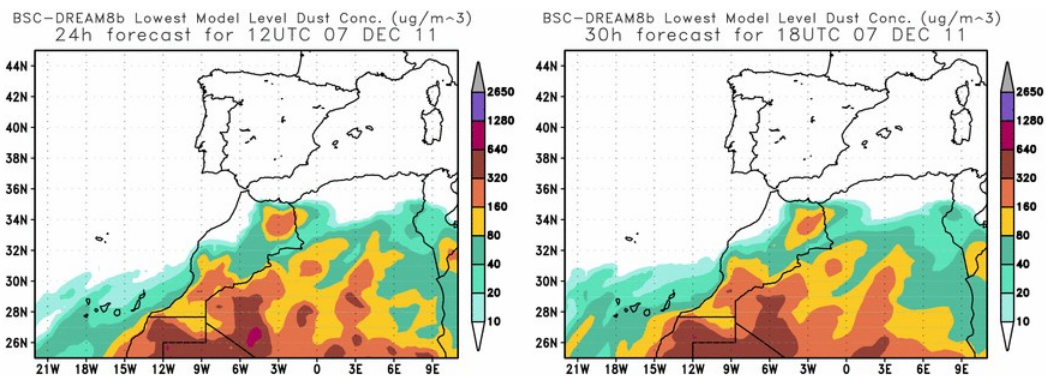 BSC-DREAM8b Lowest Model Level Dust Conc. (ug/m^3)
24h forecast for 12UTC 07 DEC 11
44N
42N
40N
38N
36N
34N
32N
30N
28N
26N
21W 18W 15W 12W 9W 6W 3W 0 3E 6E 9E
2650
1280
640
320
160
80
40
20
10
BSC-DREAM8b Lowest Model Level Dust Conc. (ug/m^3)
30h forecast for 18UTC 07 DEC 11
44N
42N
40N
38N
36N
34N
32N
30N
28N
26N
21W 18W 15W 12W 9W 6W 3W 0 3E 6E 9E
2650
1280
640
320
160
80
40
20
10